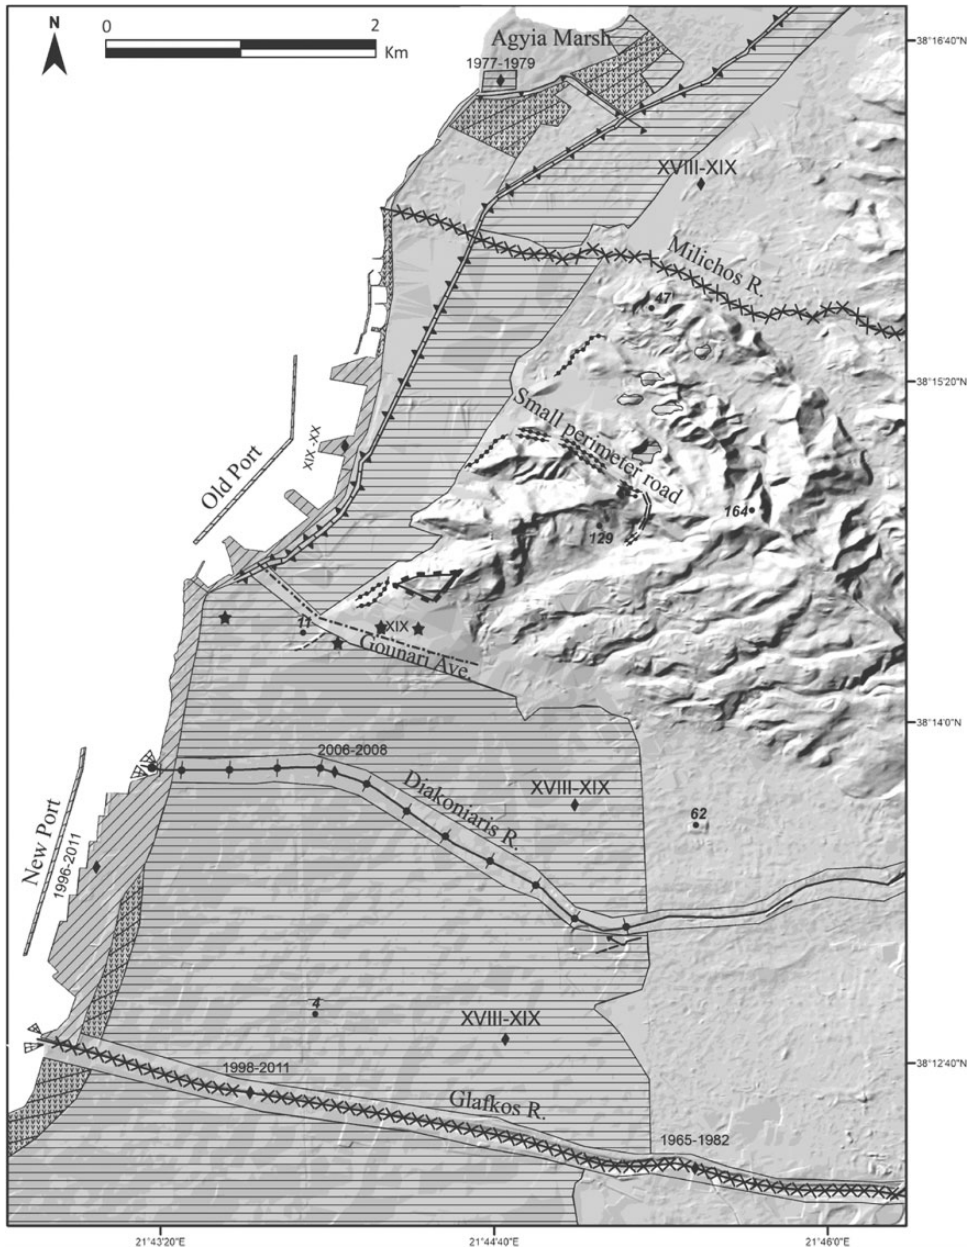 N
0 2
Km
Agyia Marsh
1977-1979
38°16'40"N
XVIII-XIX
Milichos R.
47
38°15'20"N
Small perimeter road
XIX-XX
Old Port
164
129
11
XIX
Gounari Ave.
38°14'0"N
2006-2008
Diakoniaris R.
XVIII-XIX
62
New Port
1996-2011
4
XVIII-XIX
38°12'40"N
1998-2011
Glafkos R.
1965-1982
21°43'20"E 21°44'40"E 21°46'0"E